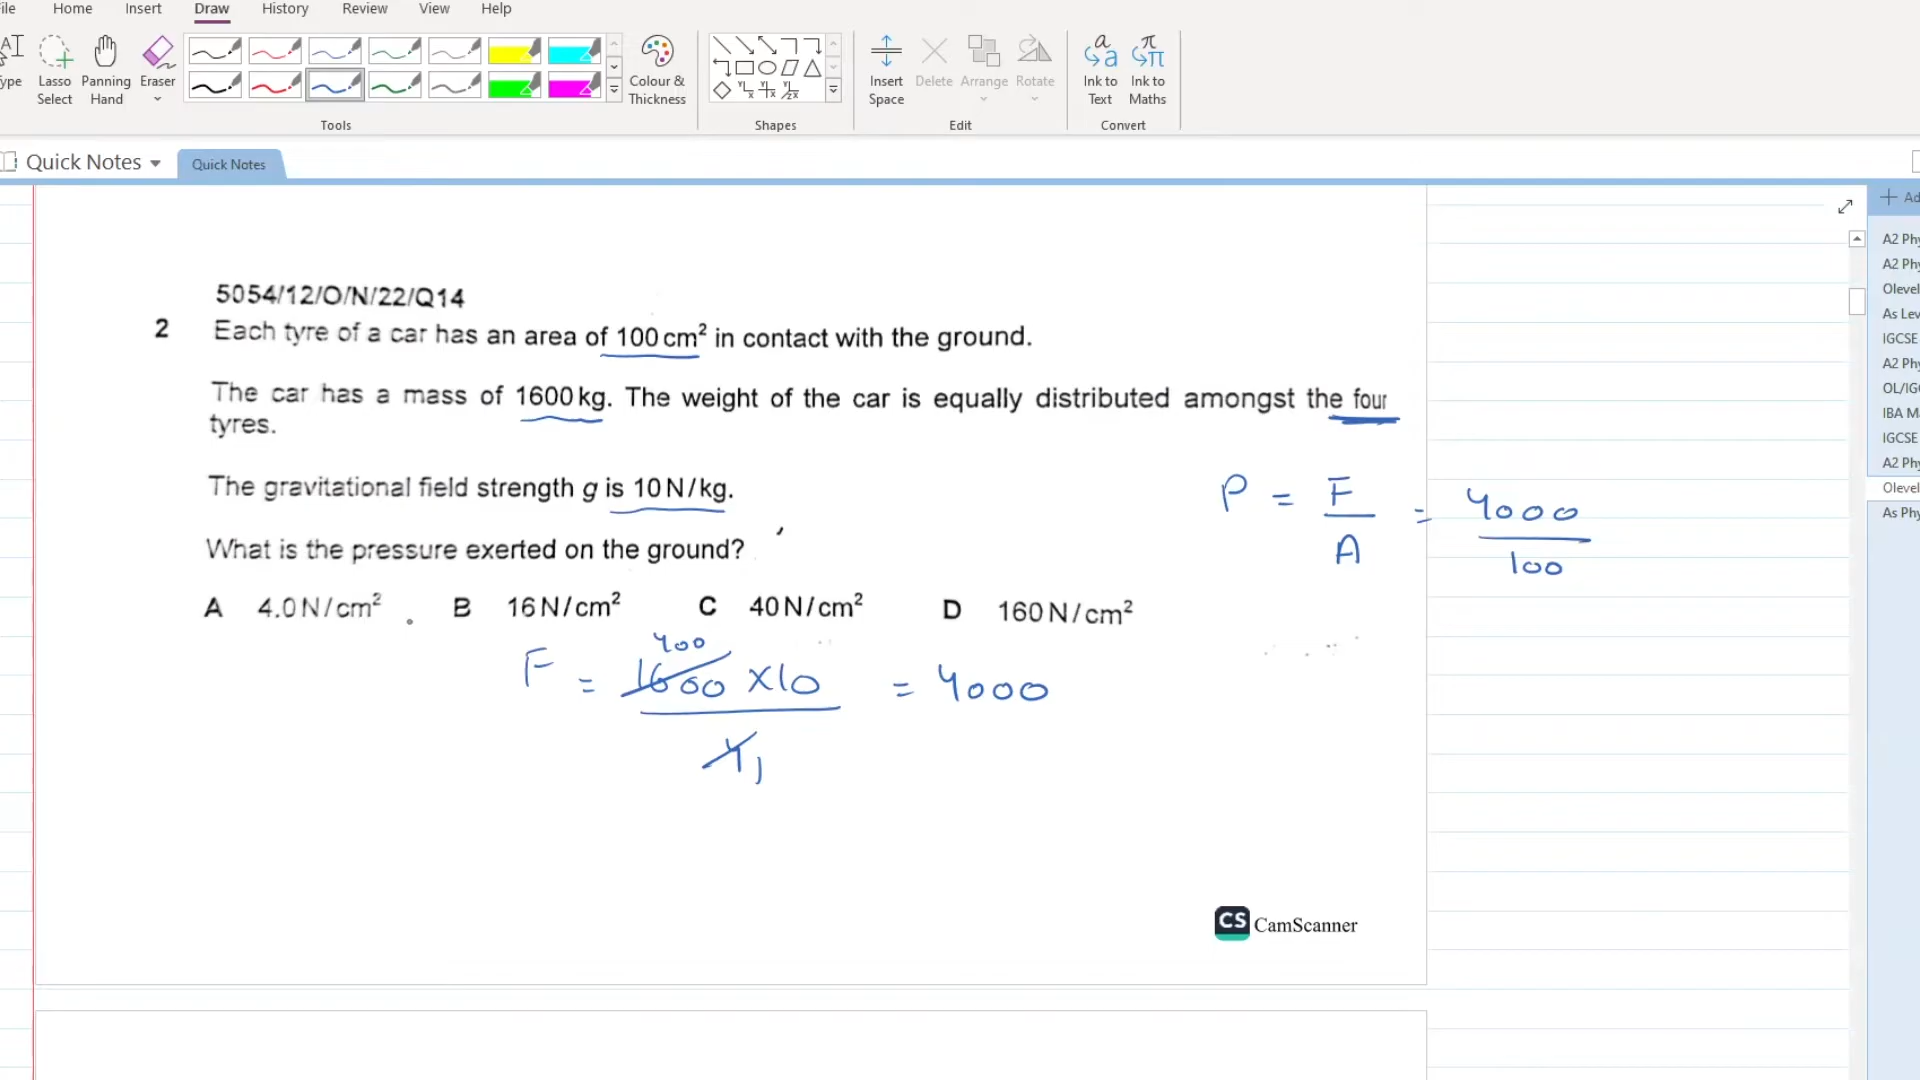 File Home Insert Draw History Review View Help
Type Lasso Select Panning Hand Eraser Colour & Thickness Insert Space Delete Arrange Rotate Ink to Text Ink to Maths
Tools Shapes Edit Convert
Quick Notes Quick Notes
5054/12/O/N/22/Q14
2 Each tyre of a car has an area of 100 cm² in contact with the ground.
The car has a mass of 1600 kg. The weight of the car is equally distributed amongst the four
tyres.
The gravitational field strength g is 10 N/kg.
What is the pressure exerted on the ground?
A 4.0 N/cm² B 16 N/cm² C 40 N/cm² D 160 N/cm²
P = F/A = 4000/100
400
F = 1600 x10 = 4000
4 1
CS CamScanner
A2 Phy
A2 Phy
Olevel
As Lev
IGCSE
A2 Phy
OL/IG
IBA M
IGCSE
A2 Phy
Olevel
As Phy